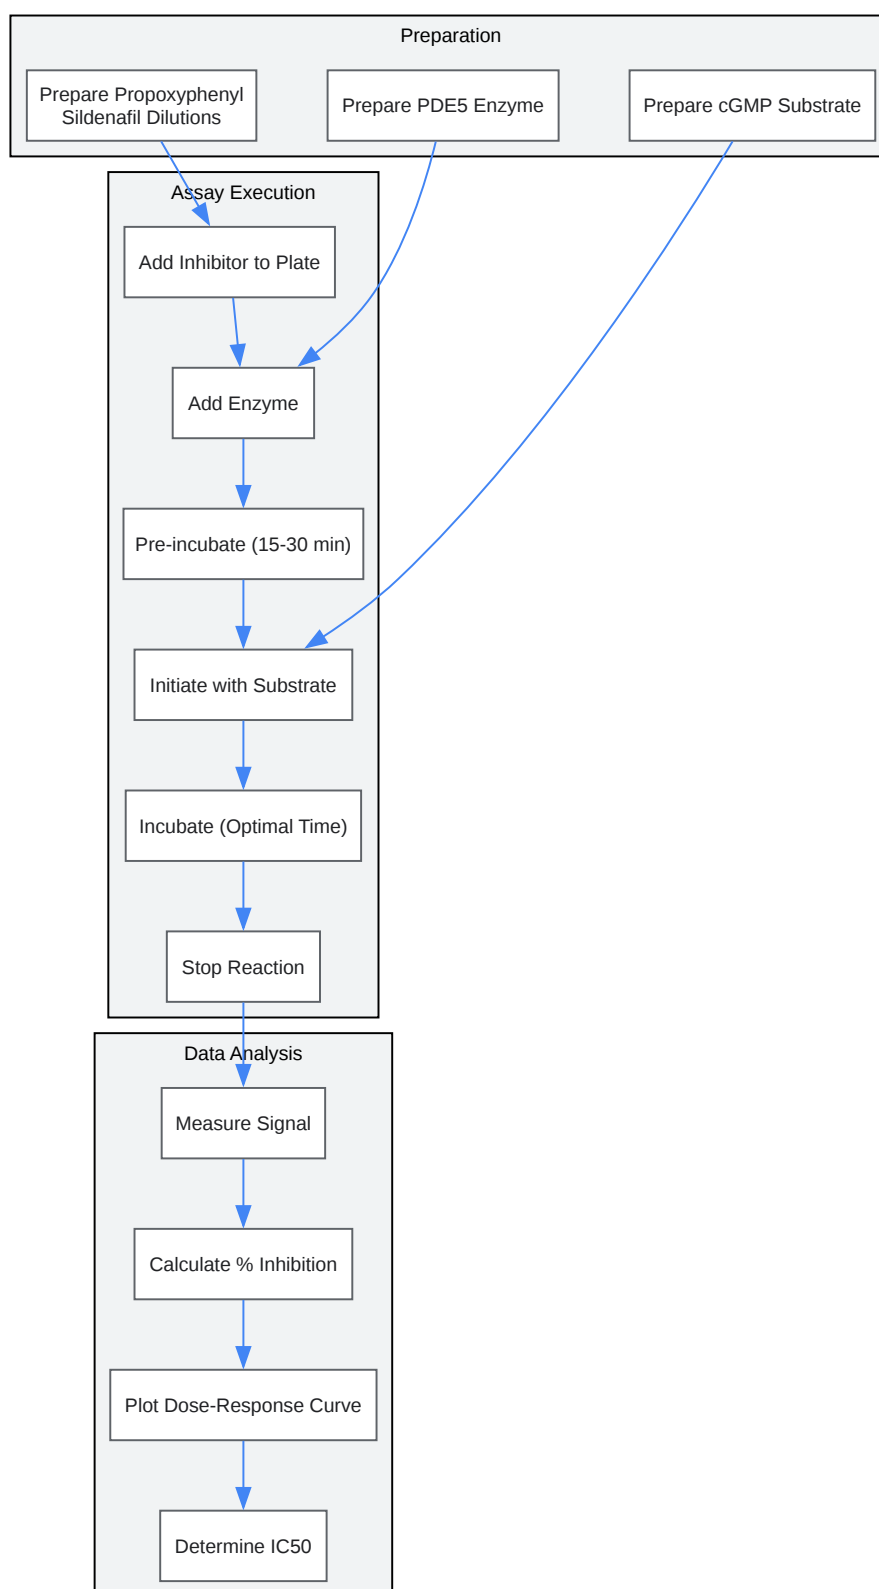 Preparation
Prepare Propoxyphenyl
Sildenafil Dilutions
Prepare PDE5 Enzyme
Prepare cGMP Substrate
Assay Execution
Add Inhibitor to Plate
Add Enzyme
Pre-incubate (15-30 min)
Initiate with Substrate
Incubate (Optimal Time)
Stop Reaction
Data Analysis
Measure Signal
Calculate % Inhibition
Plot Dose-Response Curve
Determine IC50